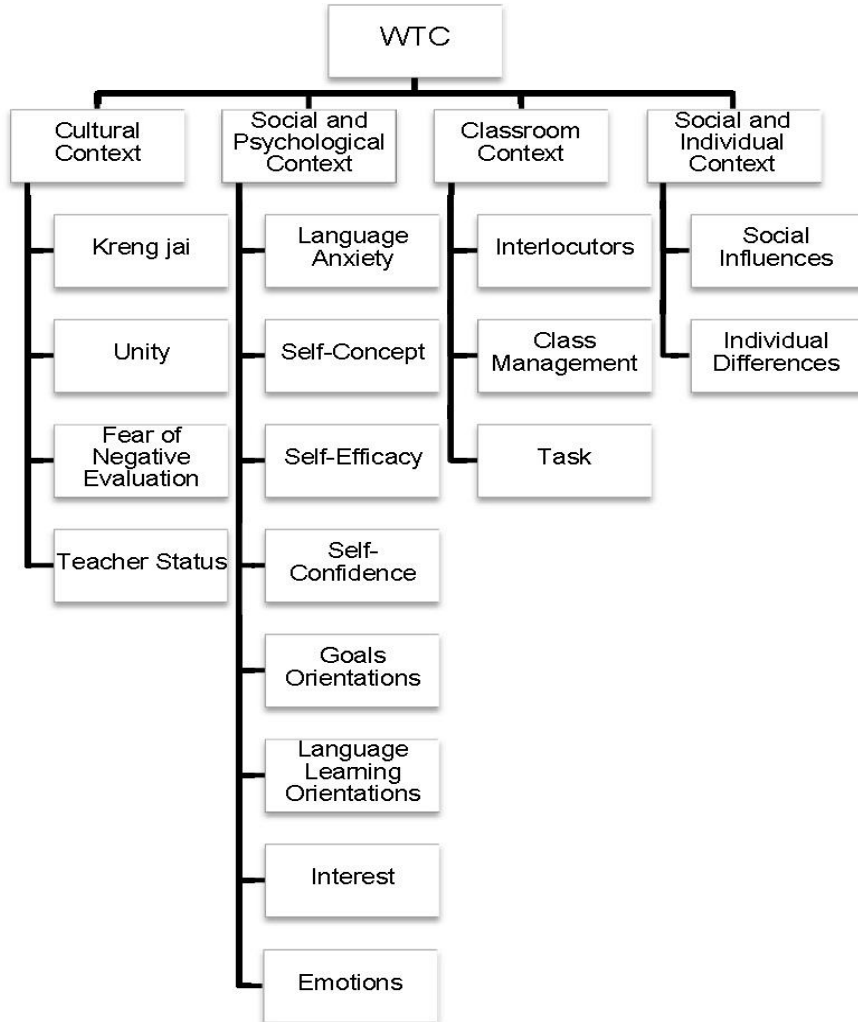 WTC
Cultural
Context
Kreng jai
Unity
Fear of
Negative
Evaluation
Teacher Status
Social and
Psychological
Context
Language
Anxiety
Self-Concept
Self-Efficacy
Self-
Confidence
Goals
Orientations
Language
Learning
Orientations
Interest
Emotions
Classroom
Context
Interlocutors
Class
Management
Task
Social and
Individual
Context
Social
Influences
Individual
Differences